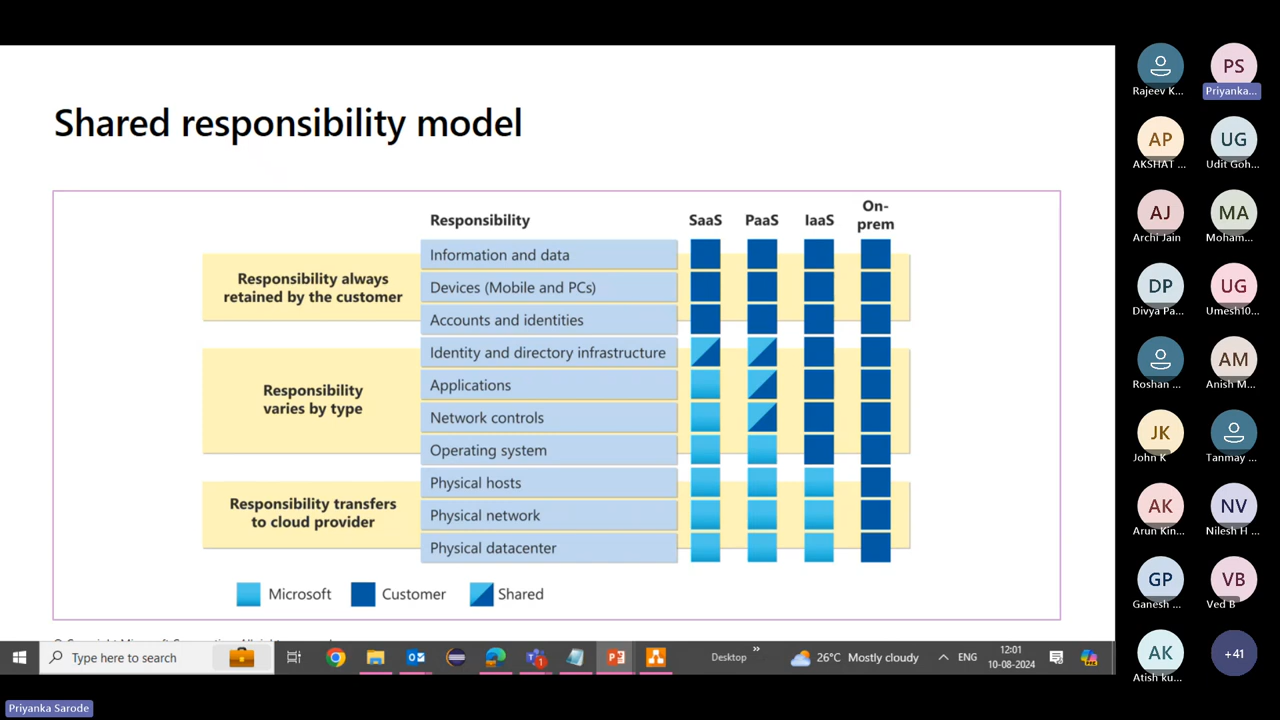 Shared responsibility model
Responsibility
SaaS
PaaS
IaaS
On-
prem
Responsibility always
retained by the customer
Information and data
Devices (Mobile and PCs)
Accounts and identities
Responsibility
varies by type
Identity and directory infrastructure
Applications
Network controls
Operating system
Responsibility transfers
to cloud provider
Physical hosts
Physical network
Physical datacenter
Microsoft
Customer
Shared
Type here to search
1
Desktop
»
26°C Mostly cloudy
ENG
12:01
10-08-2024
Priyanka Sarode
Rajeev K...
PS
Priyanka...
AP
AKSHAT ...
UG
Udit Goh...
AJ
Archi Jain
MA
Moham...
DP
Divya Pa...
UG
Umesh10...
Roshan ...
AM
Anish M...
JK
John K
Tanmay ...
AK
Arun Kin...
NV
Nilesh H ...
GP
Ganesh ...
VB
Ved B
AK
Atish ku...
+41